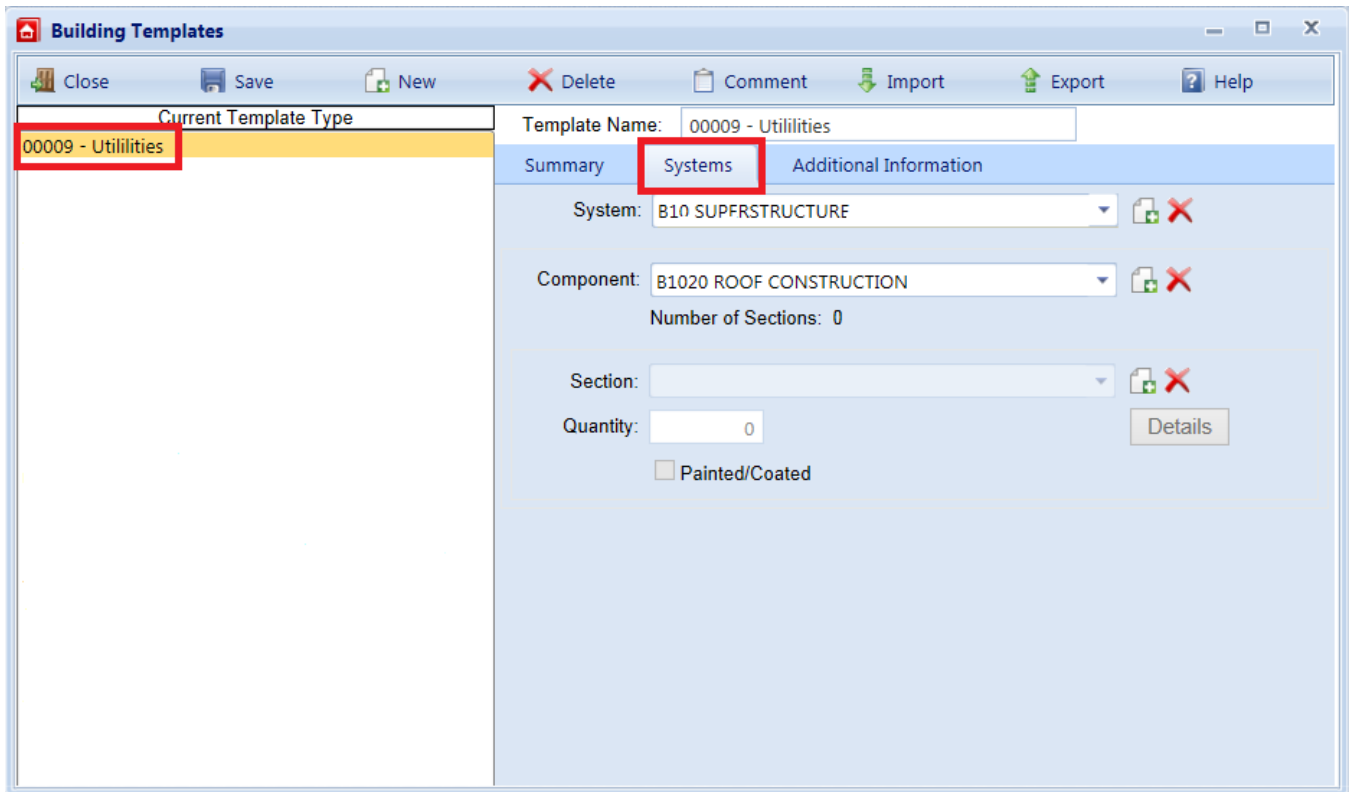 Building Templates
Close Save New Delete Comment Import Export Help
Current Template Type
00009 - Utililities
Template Name: 00009 - Utililities
Summary Systems Additional Information
System: B10 SUPERSTRUCTURE
Component: B1020 ROOF CONSTRUCTION
Number of Sections: 0
Section:
Quantity: 0
Details
Painted/Coated